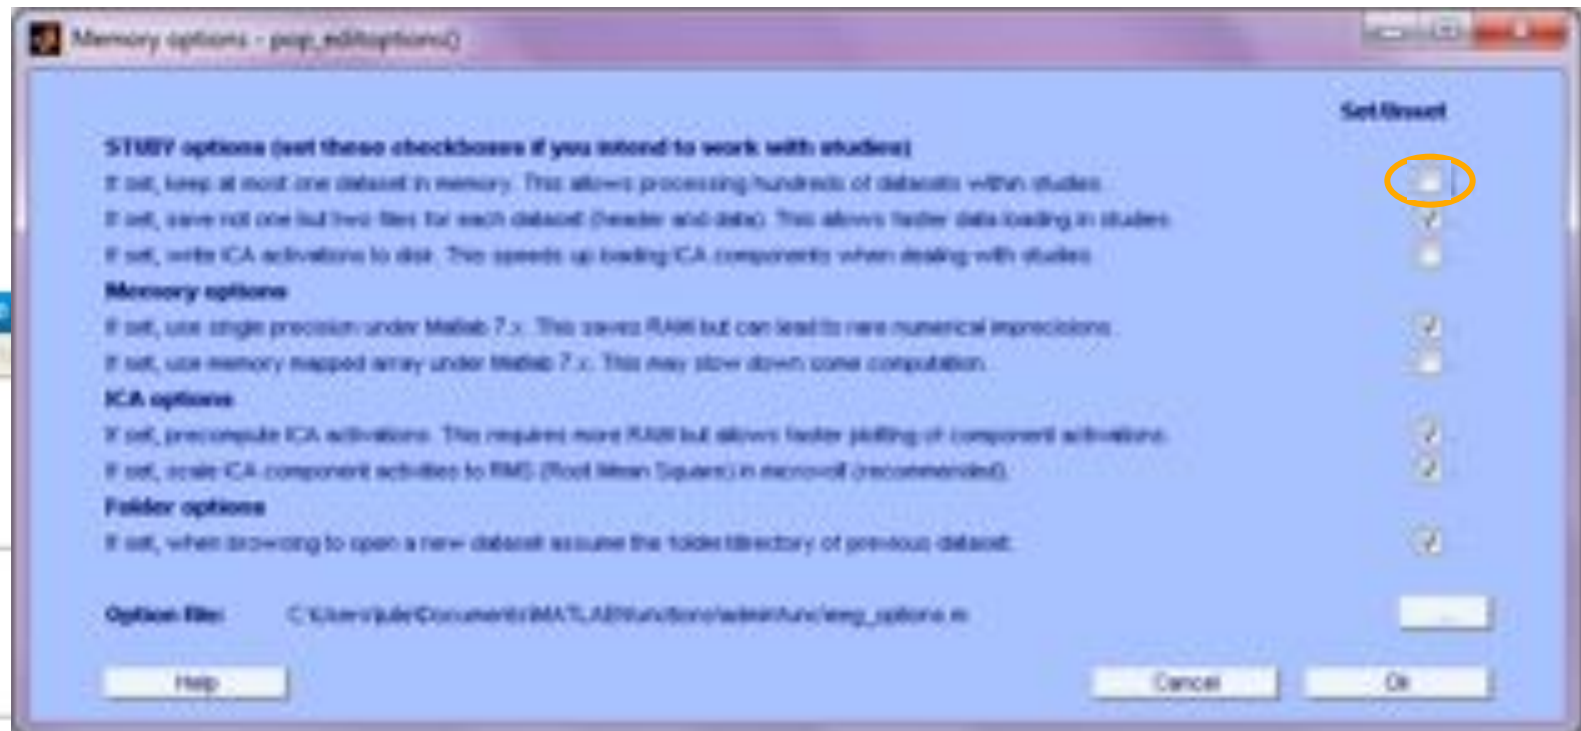 Memory options - pop_editoptions()
Set/Unset
STUDY options (set these checkboxes if you intend to work with studies)
If set, keep at most one dataset in memory. This allows processing hundreds of datasets within studies.
If set, save not one but two files for each dataset (header and data). This allows faster data loading in studies.
If set, write ICA activations to disk. This speeds up loading ICA components when dealing with studies.
Memory options
If set, use single precision under Matlab 7.x. This saves RAM but can lead to rare numerical imprecisions.
If set, use memory mapped array under Matlab 7.x. This may slow down some computation.
ICA options
If set, precompute ICA activations. This requires more RAM but allows faster plotting of component activations.
If set, scale ICA component activities to RMS (Root Mean Square) in microvolt (recommended).
Folder options
If set, when browsing to open a new dataset assume the folder/directory of previous dataset.
Option file: C:\Users\julie\Documents\MATLAB\functions\adminfunc\eeg_options.m
...
Help
Cancel
Ok